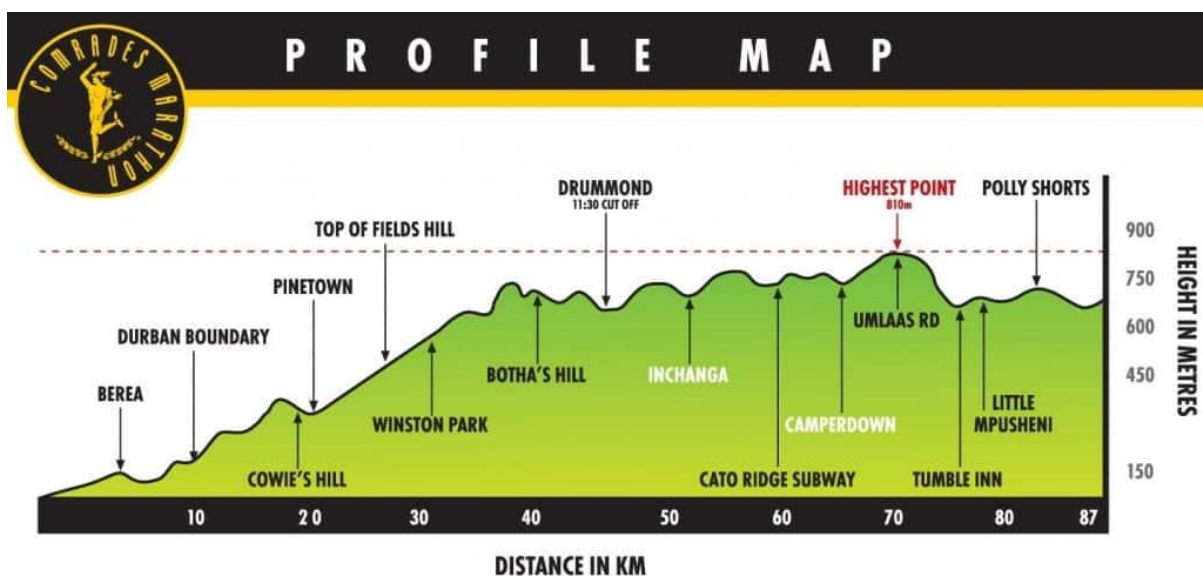 COMRADES MARATHON
PROFILE MAP
DRUMMOND
11:30 CUT OFF
HIGHEST POINT
810m
POLLY SHORTS
TOP OF FIELDS HILL
PINETOWN
DURBAN BOUNDARY
BEREA
COWIE'S HILL
WINSTON PARK
BOTHA'S HILL
INCHANGA
CATO RIDGE SUBWAY
CAMPERDOWN
UMLAAS RD
TUMBLE INN
LITTLE
MPUSHENI
900
750
600
450
150
HEIGHT IN METRES
10 20 30 40 50 60 70 80 87
DISTANCE IN KM